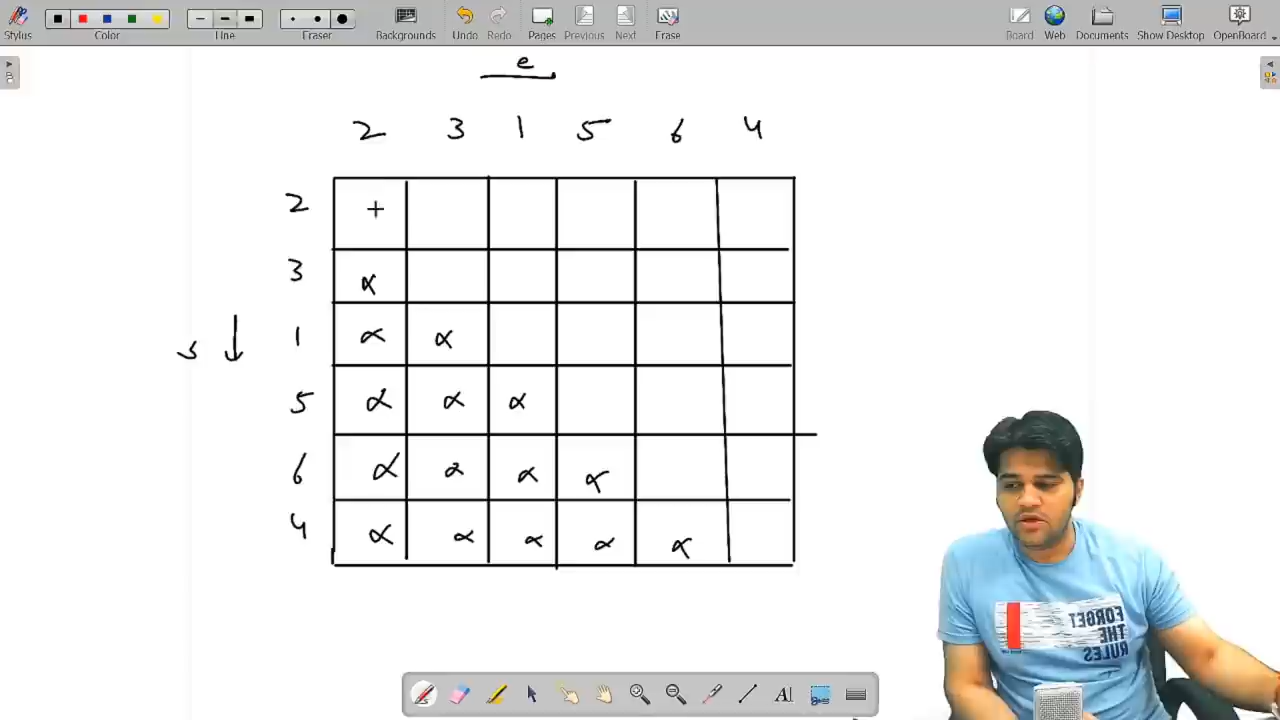 Stylus Color Line Eraser Backgrounds Undo Redo Pages Previous Next Erase Board Web Documents Show Desktop OpenBoard
e
2 3 1 5 6 4
2 +
3 α
s ↓ 1 α α
5 α α α
6 α α α α
4 α α α α α
FORGET
THE
RULES